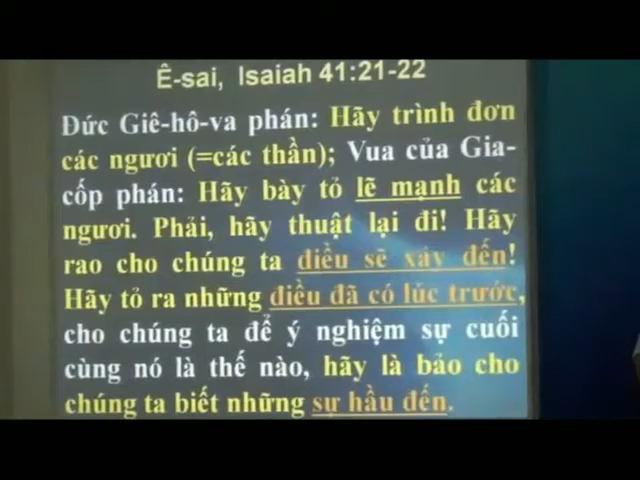 Ê-sai, Isaiah 41:21-22
Đức Giê-hô-va phán: Hãy trình đơn
các ngươi (=các thần); Vua của Gia-
cốp phán: Hãy bày tỏ lẽ mạnh các
ngươi. Phải, hãy thuật lại đi! Hãy
rao cho chúng ta điều sẽ xảy đến!
Hãy tỏ ra những điều đã có lúc trước,
cho chúng ta để ý nghiệm sự cuối
cùng nó là thế nào, hãy là bảo cho
chúng ta biết những sự hầu đến.